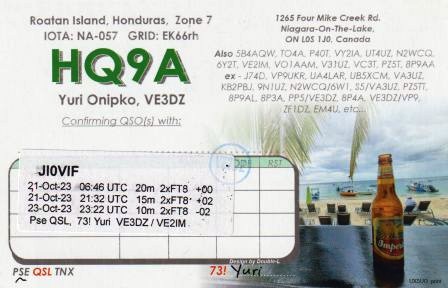 Roatan Island, Honduras, Zone 7
IOTA: NA-057 GRID: EK66rh
HQ9A
Yuri Onipko, VE3DZ
Confirming QSO(s) with:
1265 Four Mile Creek Rd.
Niagara-On-The-Lake,
ON L0S 1J0, Canada
Also 5B4AQW, TO4A, P40T, VY2IA, UT4UZ, N2WCQ,
6Y2T, VE2IM, VO1AAM, V31UZ, VC3T, PZ5T, 8P9AA
ex - J74D, VP9UKR, UA4LAR, UB5XCM, VA3UZ,
KB2PBJ, 9N1UZ, N2WCQ/6W1, S5/VA3UZ, PZ5TT,
8P9AL, 8P3A, PP5/VE3DZ, 8P4A, VE3DZ/VP9,
ZF1DZ, EM4U, etc...
RST
JI0VIF
21-Oct-23 06:46 UTC 20m 2xFT8 +00
21-Oct-23 21:32 UTC 15m 2xFT8 +02
23-Oct-23 23:22 UTC 10m 2xFT8 -02
Pse QSL, 73! Yuri VE3DZ / VE2IM
Design by Double-L
PSE QSL TNX
73! Yuri
Imperial
UX5UO print